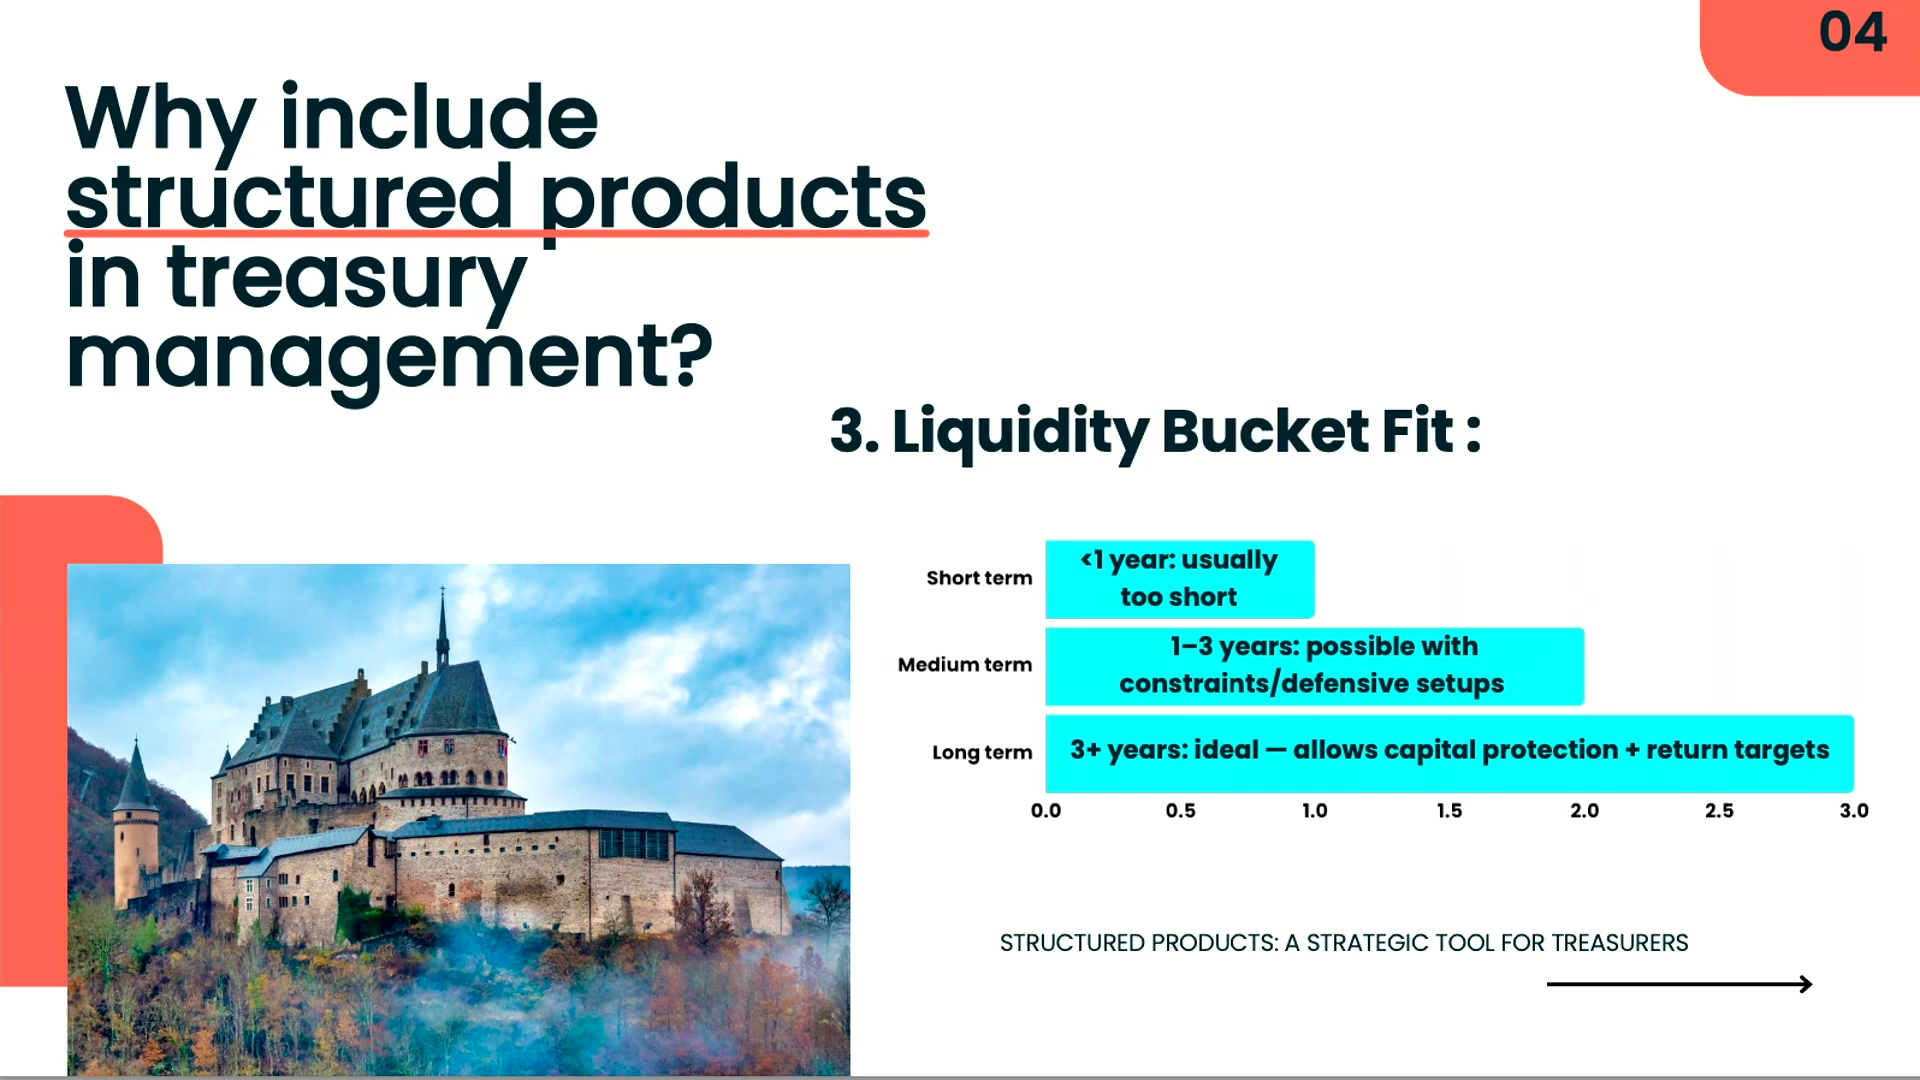 04
Why include
structured products
in treasury
management?
3. Liquidity Bucket Fit :
Short term
<1 year: usually
too short
Medium term
1–3 years: possible with
constraints/defensive setups
Long term
3+ years: ideal — allows capital protection + return targets
0.0 0.5 1.0 1.5 2.0 2.5 3.0
STRUCTURED PRODUCTS: A STRATEGIC TOOL FOR TREASURERS